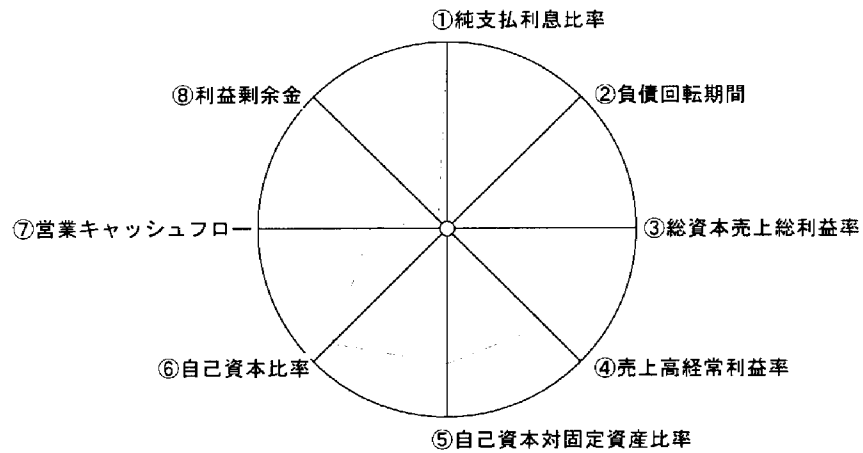 ①純支払利息比率
②負債回転期間
③総資本売上総利益率
④売上高経常利益率
⑤自己資本対固定資産比率
⑥自己資本比率
⑦営業キャッシュフロー
⑧利益剰余金